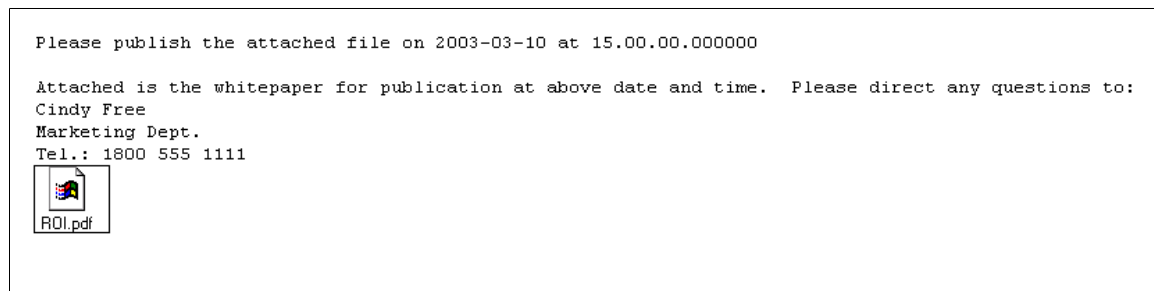 Please publish the attached file on 2003-03-10 at 15.00.00.000000
Attached is the whitepaper for publication at above date and time.  Please direct any questions to:
Cindy Free
Marketing Dept.
Tel.: 1800 555 1111
ROI.pdf